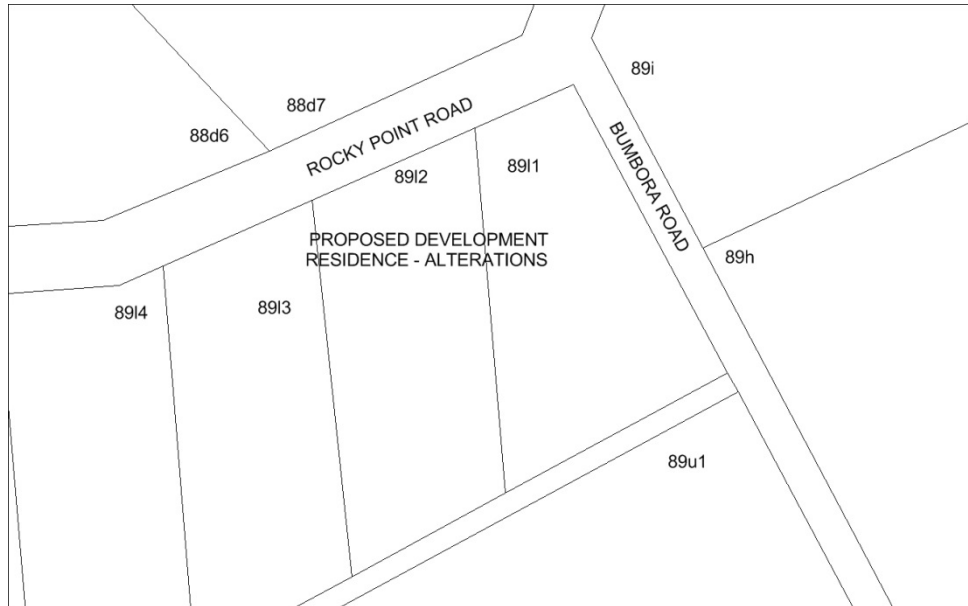 89i
88d7
88d6
ROCKY POINT ROAD
BUMBORA ROAD
89l2
89l1
PROPOSED DEVELOPMENT
RESIDENCE - ALTERATIONS
89h
89l4
89l3
89u1